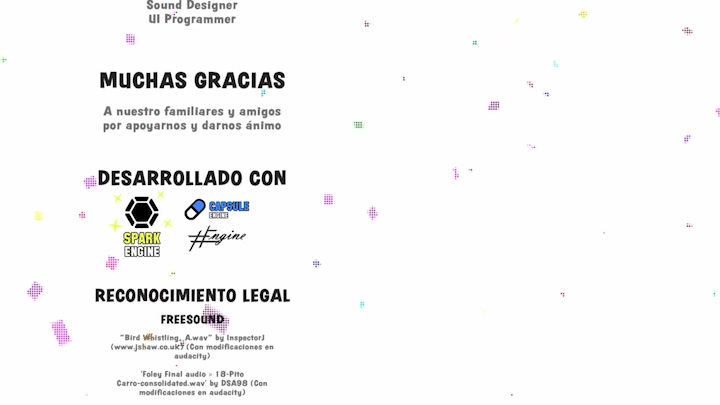 Sound Designer
UI Programmer
MUCHAS GRACIAS
A nuestro familiares y amigos
por apoyarnos y darnos ánimo
DESARROLLADO CON
SPARK
ENGINE
CAPSULE
ENGINE
#Engine
RECONOCIMIENTO LEGAL
FREESOUND
"Bird Whistling, A.wav" by InspectorJ
(www.jshaw.co.uk) (Con modificaciones en
audacity)
'Foley Final audio - 18-Pito
Carro-consolidated.wav' by DSA98 (Con
modificaciones en audacity)